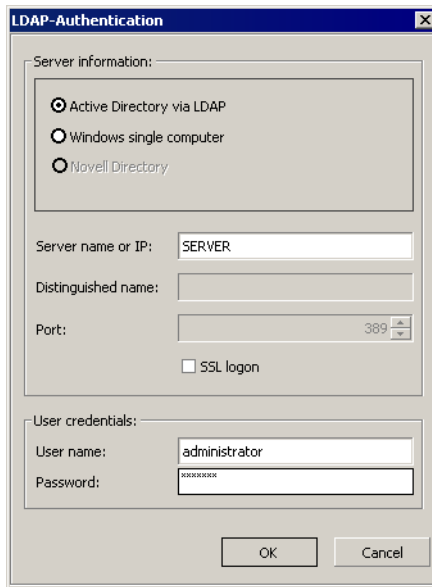 LDAP-Authentication
Server information:
Active Directory via LDAP
Windows single computer
Novell Directory
Server name or IP: SERVER
Distinguished name:
Port: 389
SSL logon
User credentials:
User name: administrator
Password: xxxxxxx
OK Cancel